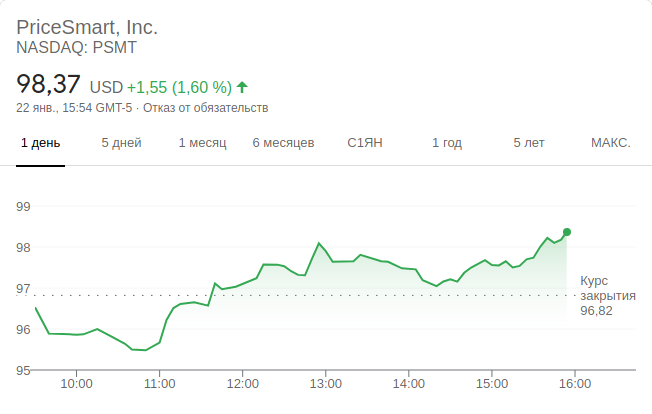 PriceSmart, Inc.
NASDAQ: PSMT
98,37 USD +1,55 (1,60 %)
22 янв., 15:54 GMT-5 · Отказ от обязательств
1 день 5 дней 1 месяц 6 месяцев С1ЯН 1 год 5 лет МАКС.
99
98
97
96
95
Курс
закрытия
96.82
10:00 11:00 12:00 13:00 14:00 15:00 16:00